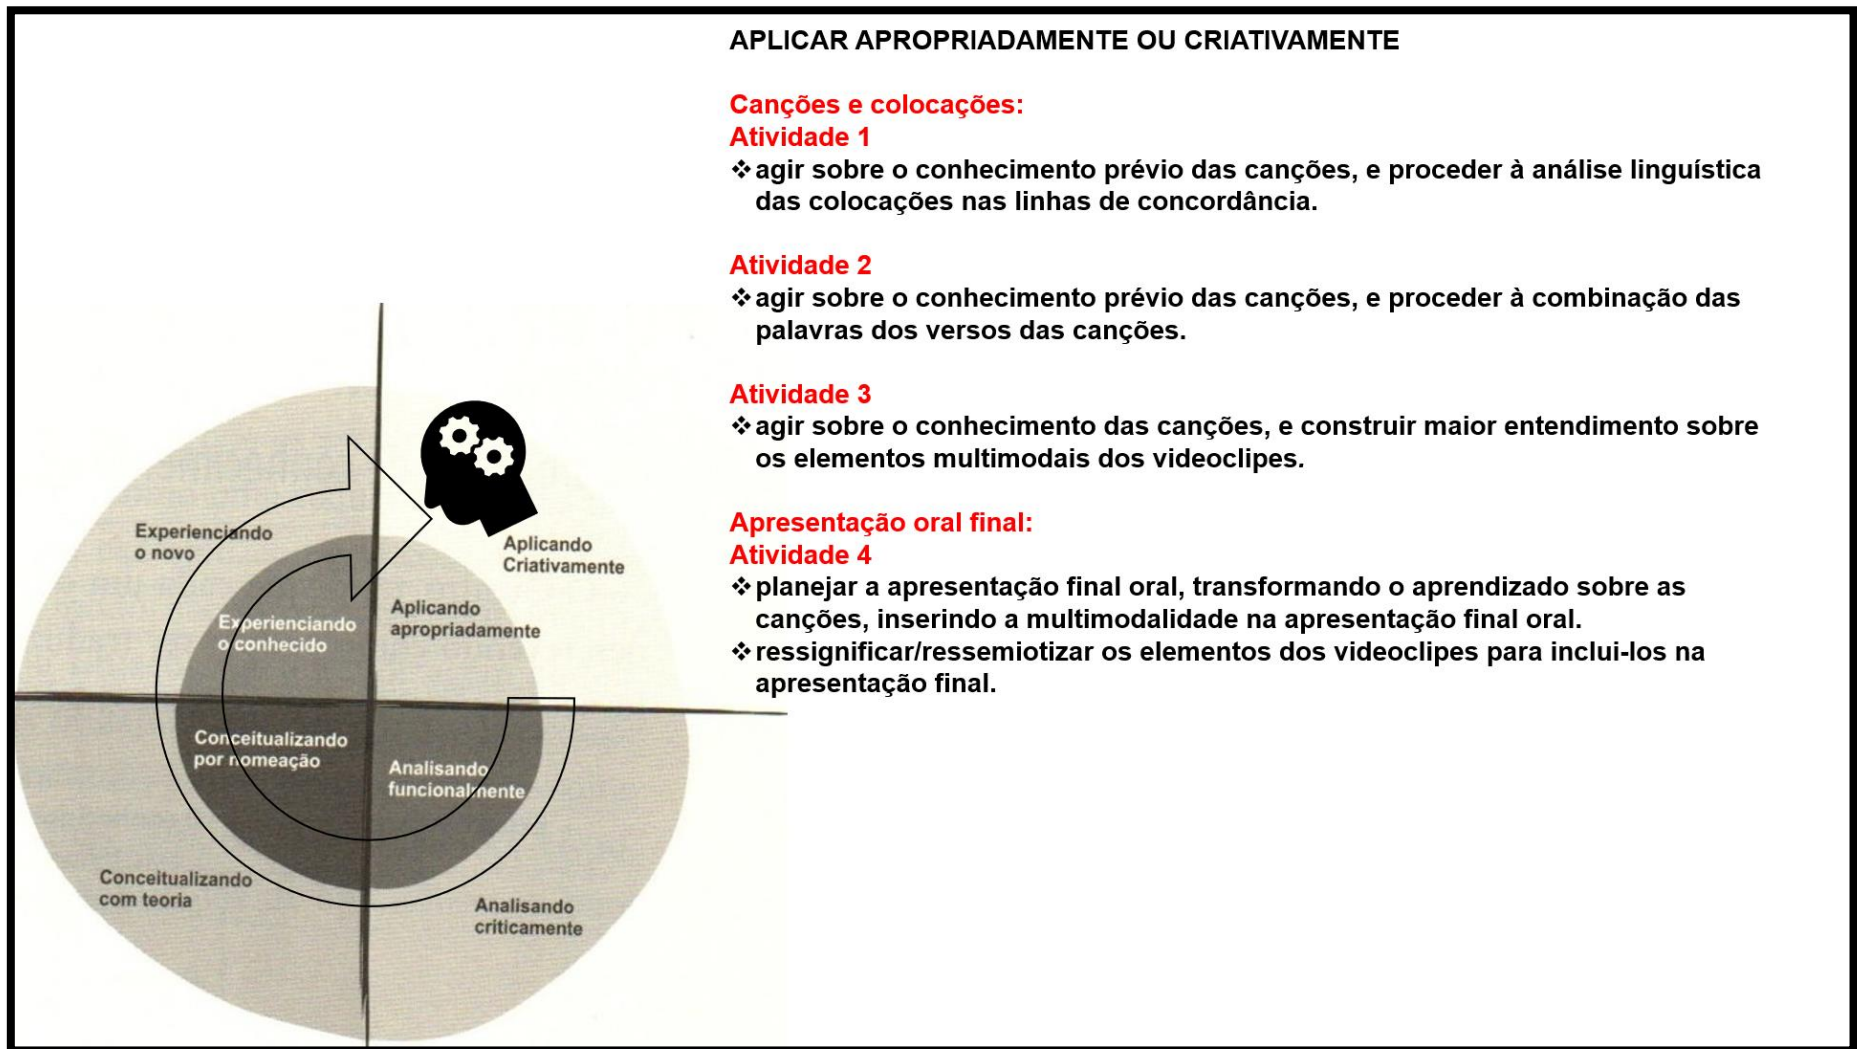 APLICAR APROPRIADAMENTE OU CRIATIVAMENTE
Canções e colocações:
Atividade 1
❖agir sobre o conhecimento prévio das canções, e proceder à análise linguística
das colocações nas linhas de concordância.
Atividade 2
❖agir sobre o conhecimento prévio das canções, e proceder à combinação das
palavras dos versos das canções.
Atividade 3
❖agir sobre o conhecimento das canções, e construir maior entendimento sobre
os elementos multimodais dos videoclipes.
Apresentação oral final:
Atividade 4
❖planejar a apresentação final oral, transformando o aprendizado sobre as
canções, inserindo a multimodalidade na apresentação final oral.
❖ressignificar/ressemiotizar os elementos dos videoclipes para inclui-los na
apresentação final.
Experienciando
o novo
Aplicando
Criativamente
Experienciando
o conhecido
Aplicando
apropriadamente
Conceitualizando
por nomeação
Analisando
funcionalmente
Conceitualizando
com teoria
Analisando
criticamente